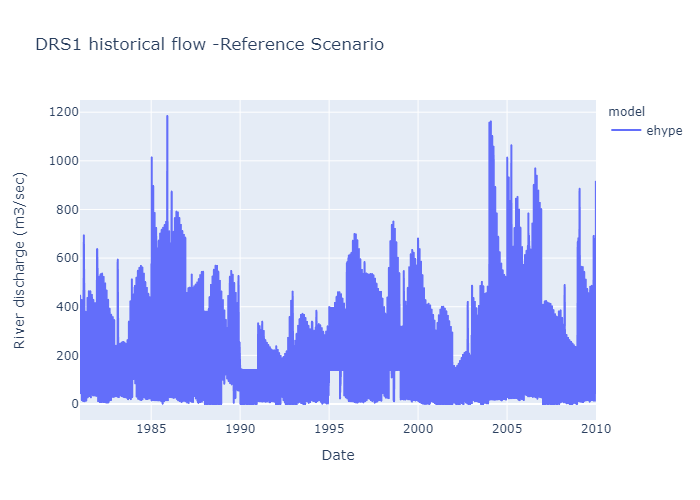 DRS1 historical flow -Reference Scenario
model
ehype
River discharge (m3/sec)
1200
1000
800
600
400
200
0
1985
1990
1995
2000
2005
2010
Date